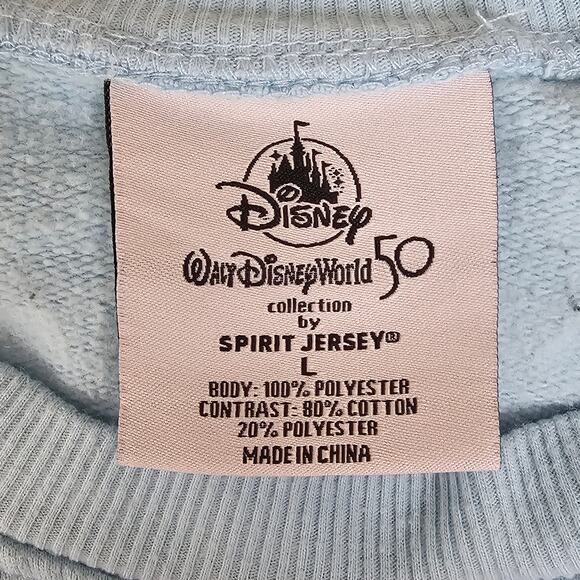 Disney
Walt Disney World 50
collection
by
SPIRIT JERSEY®
L
BODY: 100% POLYESTER
CONTRAST: 80% COTTON
20% POLYESTER
MADE IN CHINA